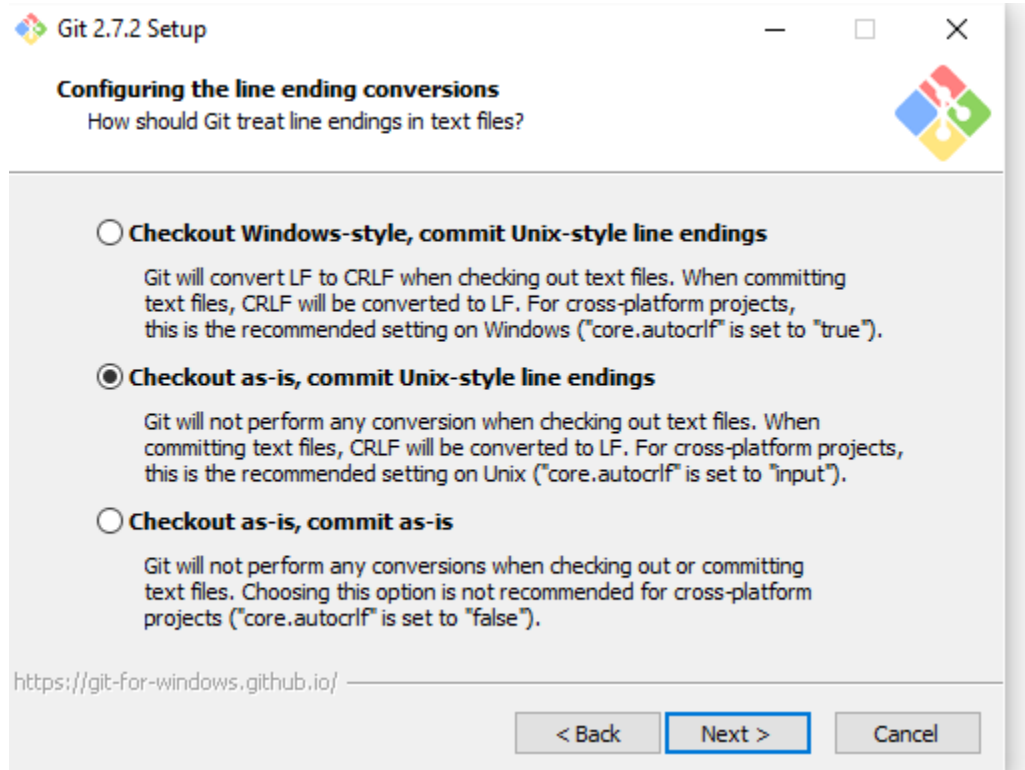 Git 2.7.2 Setup
Configuring the line ending conversions
How should Git treat line endings in text files?
Checkout Windows-style, commit Unix-style line endings
Git will convert LF to CRLF when checking out text files. When committing
text files, CRLF will be converted to LF. For cross-platform projects,
this is the recommended setting on Windows ("core.autocrlf" is set to "true").
Checkout as-is, commit Unix-style line endings
Git will not perform any conversion when checking out text files. When
committing text files, CRLF will be converted to LF. For cross-platform projects,
this is the recommended setting on Unix ("core.autocrlf" is set to "input").
Checkout as-is, commit as-is
Git will not perform any conversions when checking out or committing
text files. Choosing this option is not recommended for cross-platform
projects ("core.autocrlf" is set to "false").
https://git-for-windows.github.io/
< Back Next > Cancel